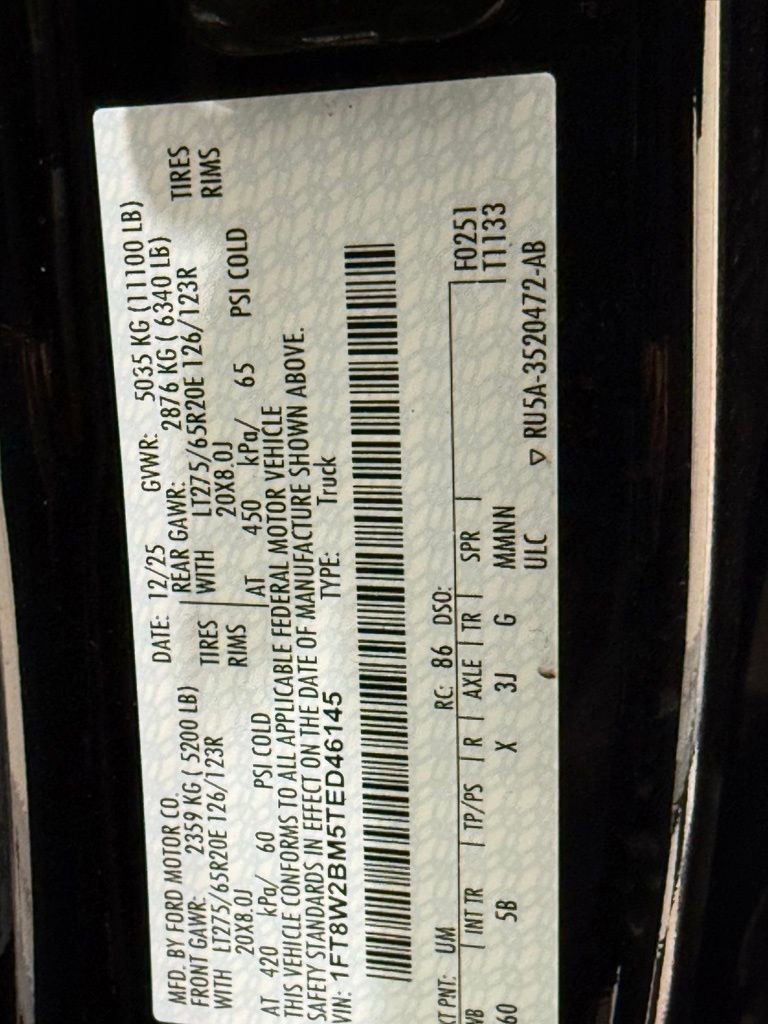 MFD. BY FORD MOTOR CO.
DATE: 12/25 GVWR: 5035 KG (11100 LB)
FRONT GAWR: 2359 KG ( 5200 LB) REAR GAWR: 2876 KG ( 6340 LB)
WITH LT275/65R20E 126/123R TIRES WITH LT275/65R20E 126/123R TIRES
20X8.0J RIMS 20X8.0J RIMS
AT 420 kPa/ 60 PSI COLD AT 450 kPa/ 65 PSI COLD
THIS VEHICLE CONFORMS TO ALL APPLICABLE FEDERAL MOTOR VEHICLE
SAFETY STANDARDS IN EFFECT ON THE DATE OF MANUFACTURE SHOWN ABOVE.
VIN: 1FT8W2BM5TED46145 TYPE: Truck
PNT: UM RC: 86 DSO: F0251
INT TR TP/PS R AXLE TR SPR T1133
60 5B X 3J G MMNNN
ULC ▽ RU5A-3520472-AB